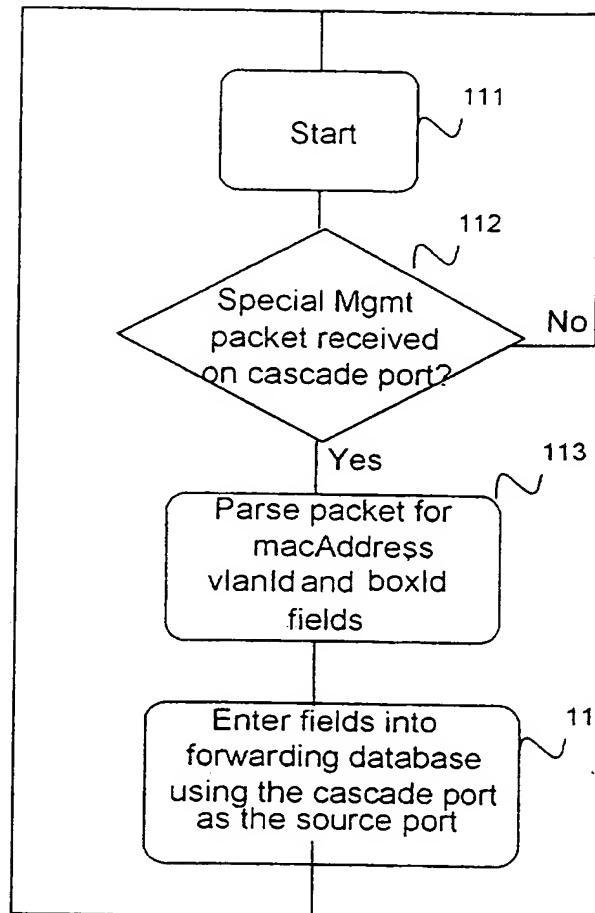 111
Start
112
Special Mgmt
packet received
on cascade port?
No
Yes
113
Parse packet for
macAddress
vlanId and boxId
fields
11
Enter fields into
forwarding database
using the cascade port
as the source port